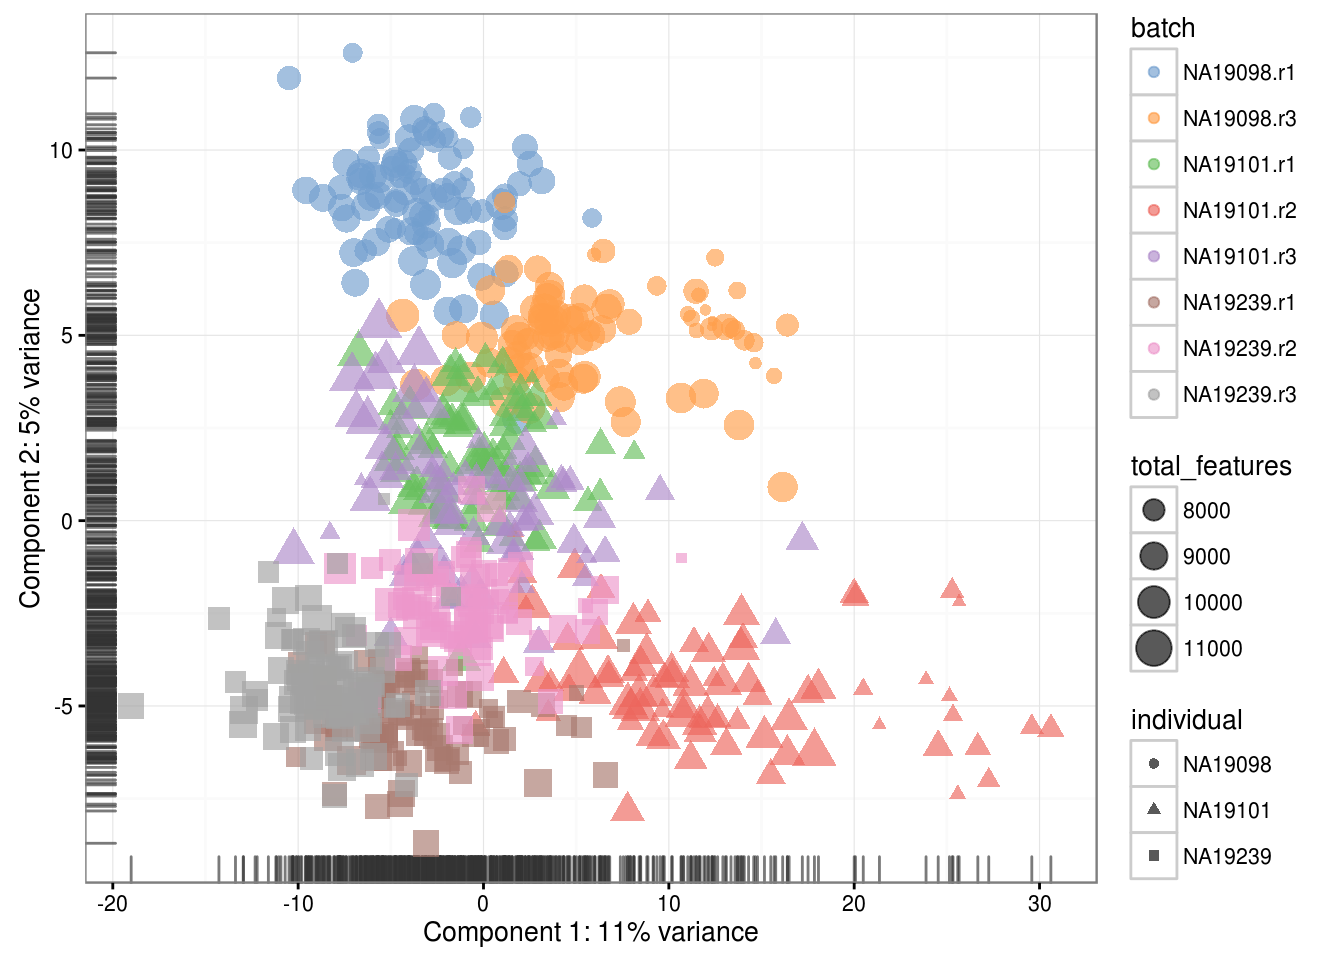 10
5
0
-5
-20
-10
0
10
20
30
Component 1: 11% variance
Component 2: 5% variance
batch
NA19098.r1
NA19098.r3
NA19101.r1
NA19101.r2
NA19101.r3
NA19239.r1
NA19239.r2
NA19239.r3
total_features
8000
9000
10000
11000
individual
NA19098
NA19101
NA19239